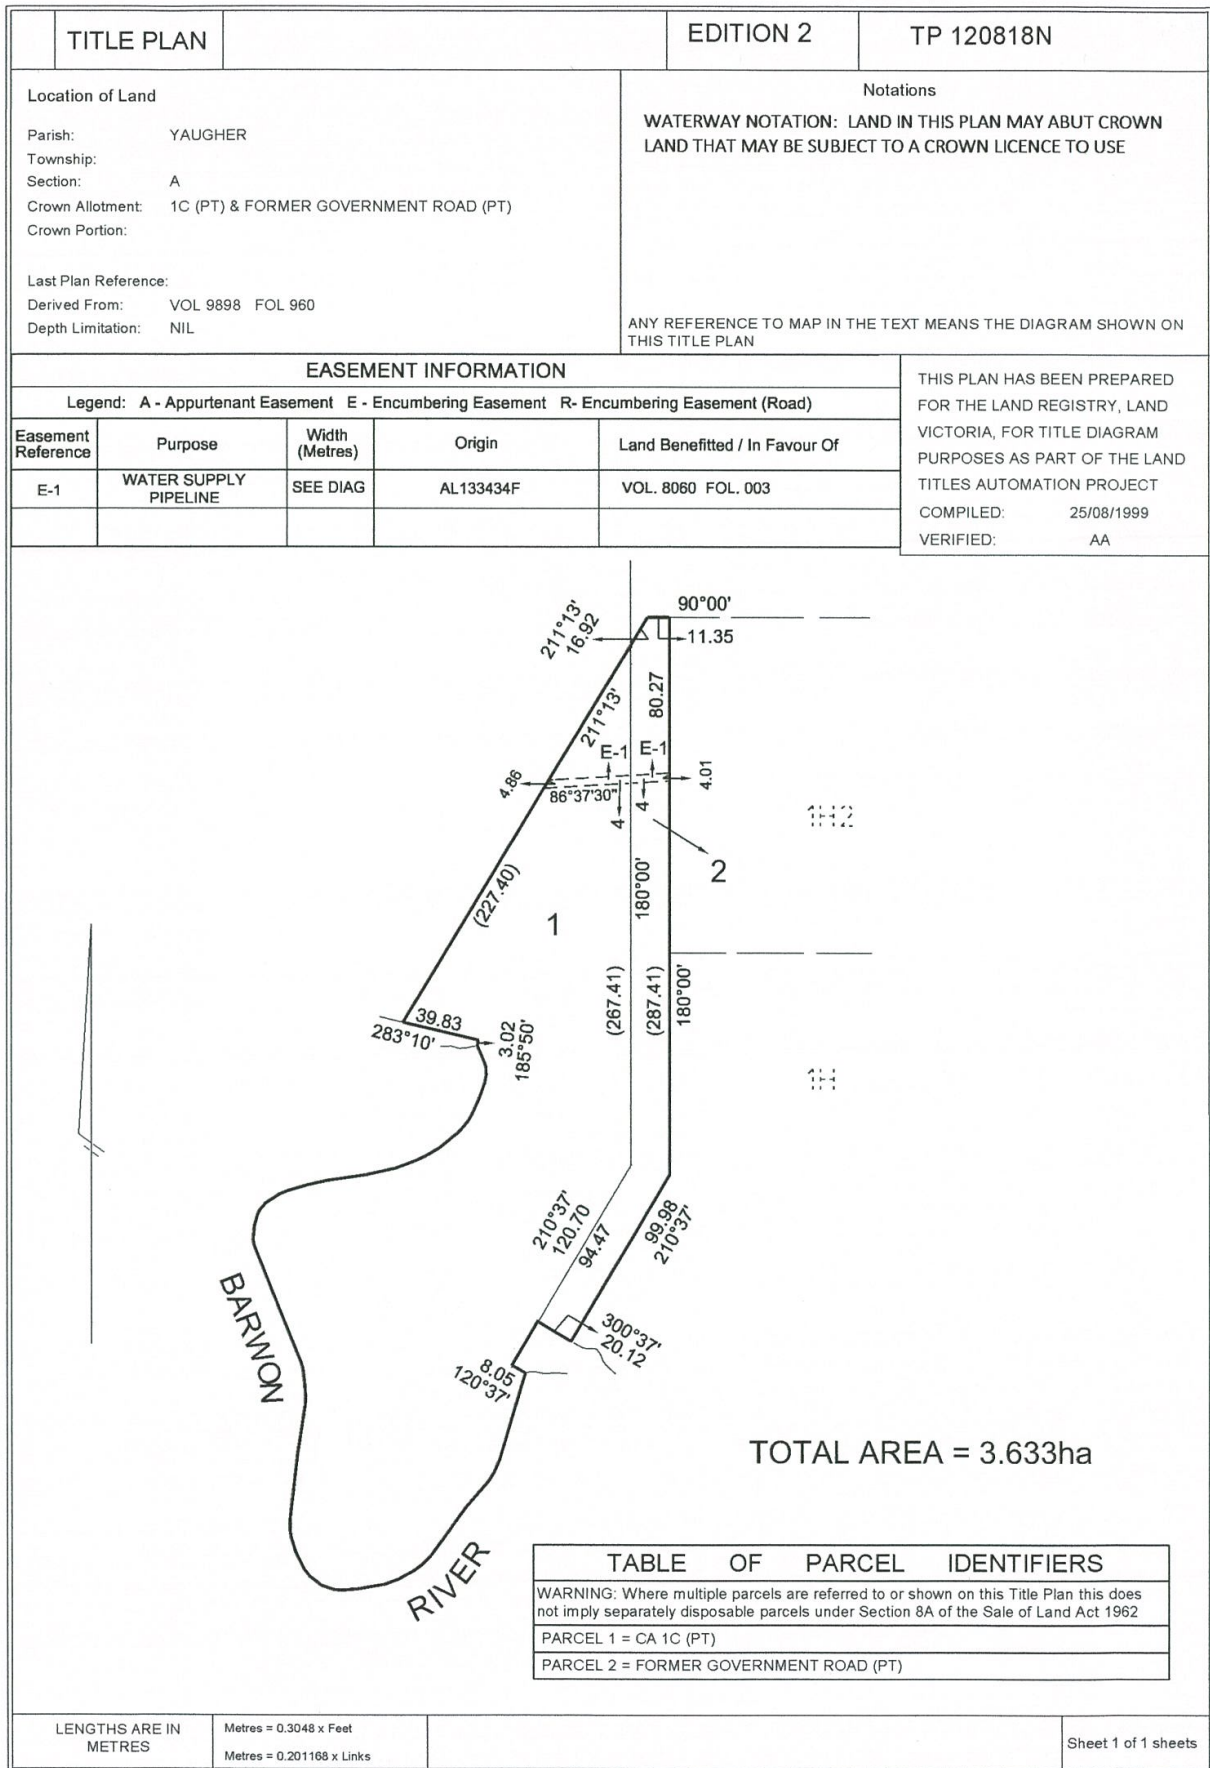 TITLE PLAN
EDITION 2
TP 120818N
Location of Land
Parish: YAUGHER
Township:
Section: A
Crown Allotment: 1C (PT) & FORMER GOVERNMENT ROAD (PT)
Crown Portion:
Last Plan Reference:
Derived From: VOL 9898 FOL 960
Depth Limitation: NIL
Notations
WATERWAY NOTATION: LAND IN THIS PLAN MAY ABUT CROWN
LAND THAT MAY BE SUBJECT TO A CROWN LICENCE TO USE
ANY REFERENCE TO MAP IN THE TEXT MEANS THE DIAGRAM SHOWN ON
THIS TITLE PLAN
EASEMENT INFORMATION
Legend: A - Appurtenant Easement E - Encumbering Easement R- Encumbering Easement (Road)
Easement
Reference
Purpose
Width
(Metres)
Origin
Land Benefitted / In Favour Of
E-1
WATER SUPPLY
PIPELINE
SEE DIAG
AL133434F
VOL. 8060 FOL. 003
THIS PLAN HAS BEEN PREPARED
FOR THE LAND REGISTRY, LAND
VICTORIA, FOR TITLE DIAGRAM
PURPOSES AS PART OF THE LAND
TITLES AUTOMATION PROJECT
COMPILED: 25/08/1999
VERIFIED: AA
90°00'
211°13'
16.92
11.35
80.27
211°13'
E-1
E-1
4.86
4.01
86°37'30"
4
4
1H2
2
180°00'
(227.40)
1
(267.41)
(287.41)
180°00'
39.83
283°10'
3.02
185°50'
1H
210°37'
120.70
94.47
99.98
210°37'
BARWON
300°37'
20.12
8.05
120°37'
TOTAL AREA = 3.633ha
RIVER
TABLE OF PARCEL IDENTIFIERS
WARNING: Where multiple parcels are referred to or shown on this Title Plan this does
not imply separately disposable parcels under Section 8A of the Sale of Land Act 1962
PARCEL 1 = CA 1C (PT)
PARCEL 2 = FORMER GOVERNMENT ROAD (PT)
LENGTHS ARE IN
METRES
Metres = 0.3048 x Feet
Metres = 0.201168 x Links
Sheet 1 of 1 sheets